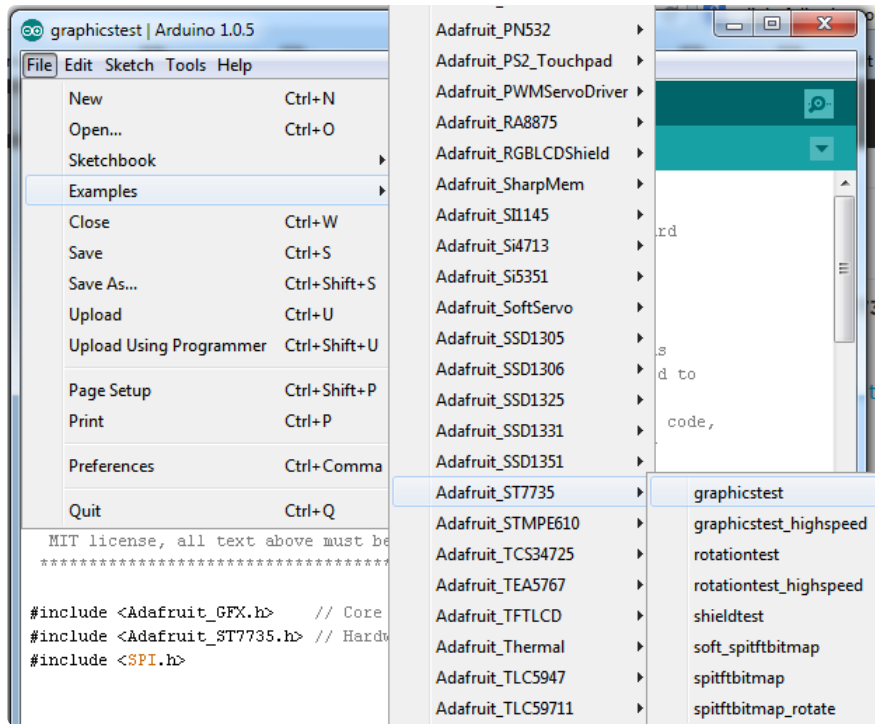 graphicstest | Arduino 1.0.5
File Edit Sketch Tools Help
New Ctrl+N
Open... Ctrl+O
Sketchbook
Examples
Close Ctrl+W
Save Ctrl+S
Save As... Ctrl+Shift+S
Upload Ctrl+U
Upload Using Programmer Ctrl+Shift+U
Page Setup Ctrl+Shift+P
Print Ctrl+P
Preferences Ctrl+Comma
Quit Ctrl+Q
Adafruit_PN532
Adafruit_PS2_Touchpad
Adafruit_PWMServoDriver
Adafruit_RA8875
Adafruit_RGBLCDShield
Adafruit_SharpMem
Adafruit_SI1145
Adafruit_Si4713
Adafruit_Si5351
Adafruit_SoftServo
Adafruit_SSD1305
Adafruit_SSD1306
Adafruit_SSD1325
Adafruit_SSD1331
Adafruit_SSD1351
Adafruit_ST7735
Adafruit_STMPE610
Adafruit_TCS34725
Adafruit_TEA5767
Adafruit_TFTLCD
Adafruit_Thermal
Adafruit_TLC5947
Adafruit_TLC59711
graphicstest
graphicstest_highspeed
rotationtest
rotationtest_highspeed
shieldtest
soft_spitftbitmap
spitftbitmap
spitftbitmap_rotate
rd
s
d to
code,
MIT license, all text above must be
************************************
#include <Adafruit_GFX.h> // Core
#include <Adafruit_ST7735.h> // Hardw
#include <SPI.h>